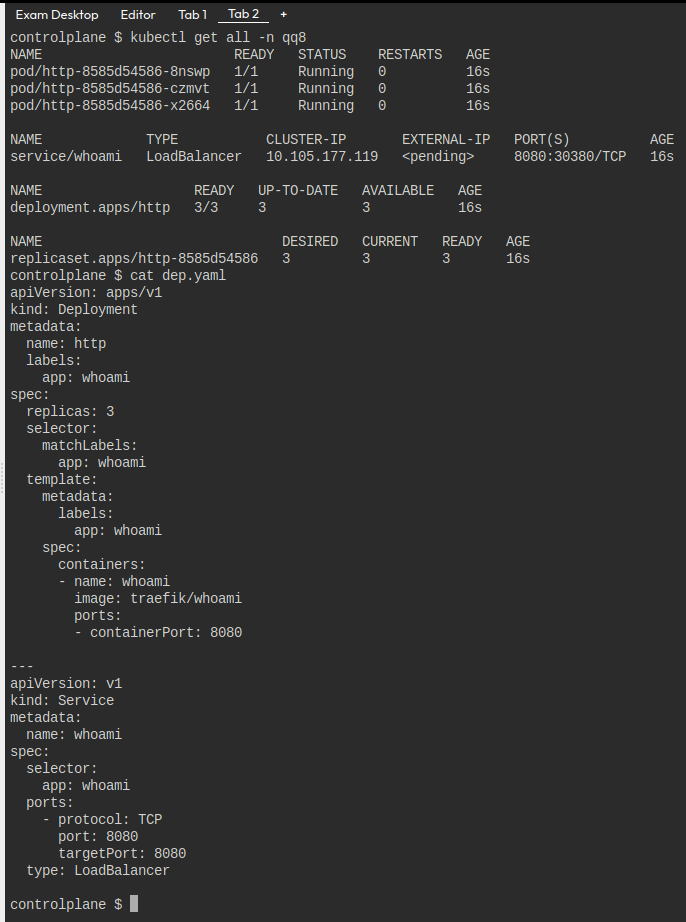 Exam Desktop Editor Tab 1 Tab 2 +
controlplane $ kubectl get all -n qq8
NAME                        READY   STATUS    RESTARTS   AGE
pod/http-8585d54586-8nswp   1/1     Running   0          16s
pod/http-8585d54586-czmvt   1/1     Running   0          16s
pod/http-8585d54586-x2664   1/1     Running   0          16s

NAME             TYPE           CLUSTER-IP       EXTERNAL-IP   PORT(S)          AGE
service/whoami   LoadBalancer   10.105.177.119   <pending>     8080:30380/TCP   16s

NAME                   READY   UP-TO-DATE   AVAILABLE   AGE
deployment.apps/http   3/3     3            3           16s

NAME                              DESIRED   CURRENT   READY   AGE
replicaset.apps/http-8585d54586   3         3         3       16s
controlplane $ cat dep.yaml
apiVersion: apps/v1
kind: Deployment
metadata:
  name: http
  labels:
    app: whoami
spec:
  replicas: 3
  selector:
    matchLabels:
      app: whoami
  template:
    metadata:
      labels:
        app: whoami
    spec:
      containers:
      - name: whoami
        image: traefik/whoami
        ports:
        - containerPort: 8080

---
apiVersion: v1
kind: Service
metadata:
  name: whoami
spec:
  selector:
    app: whoami
  ports:
    - protocol: TCP
      port: 8080
      targetPort: 8080
  type: LoadBalancer

controlplane $